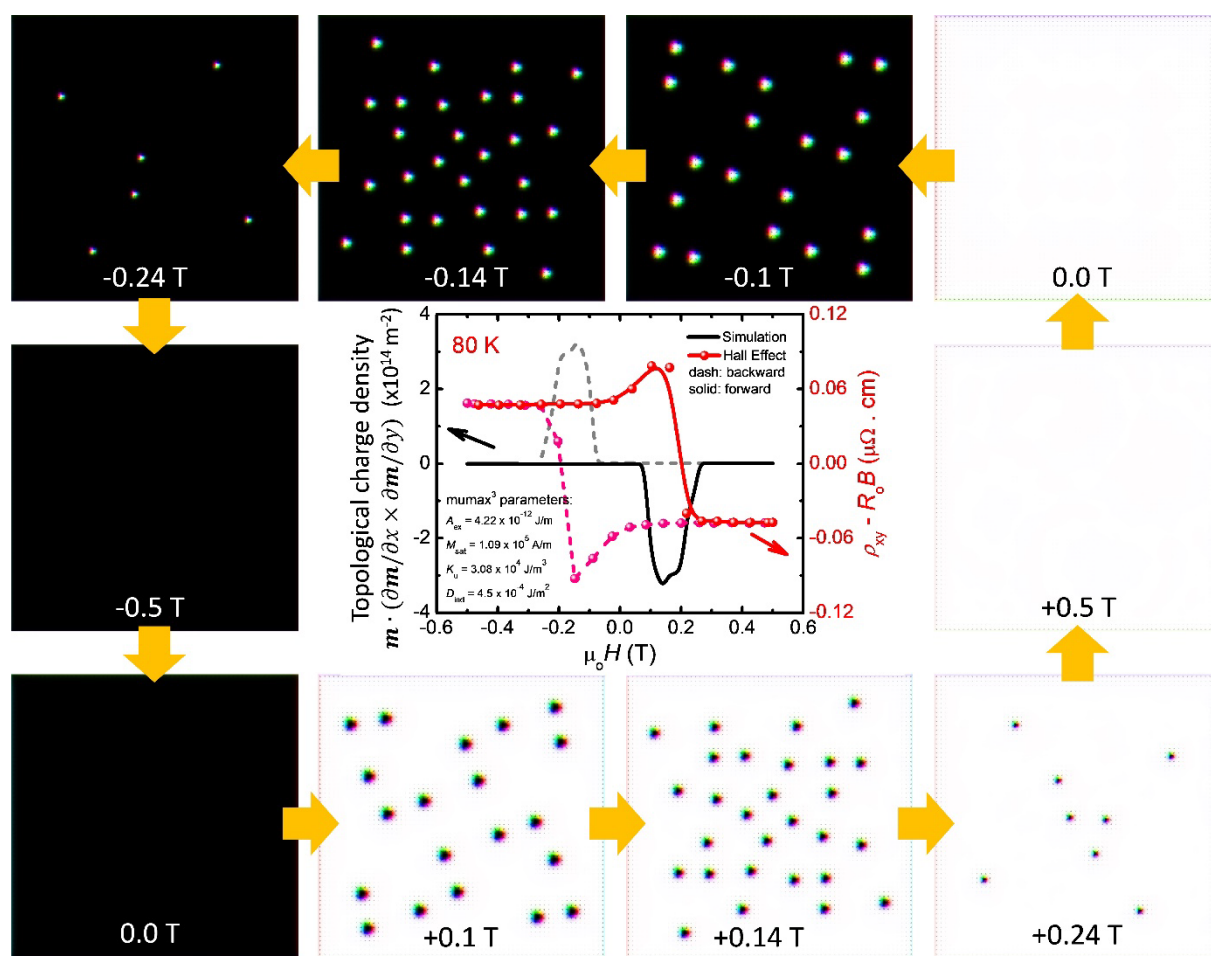 -0.24 T
-0.14 T
-0.1 T
0.0 T
-0.5 T
+0.5 T
0.0 T
+0.1 T
+0.14 T
+0.24 T
Topological charge density
m · (∂m/∂x × ∂m/∂y) (x10¹⁴ m⁻²)
4
2
0
-2
-4
80 K
Simulation
Hall Effect
dash: backward
solid: forward
mumax³ parameters:
A_ex = 4.22 x 10⁻¹² J/m
M_sat = 1.09 x 10⁵ A/m
K_u = 3.08 x 10⁴ J/m³
D_ind = 4.5 x 10⁻⁴ J/m²
-0.6 -0.4 -0.2 0.0 0.2 0.4 0.6
μ₀H (T)
0.12
0.06
0.00
-0.06
-0.12
ρ_xy - R_oB (μΩ . cm)